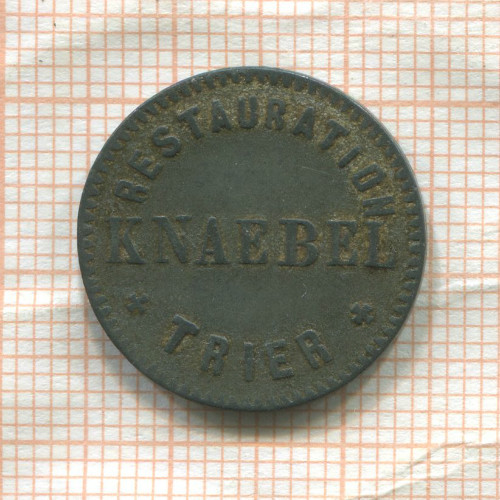 RESTAURATION
KNAEBEL
* TRIER *